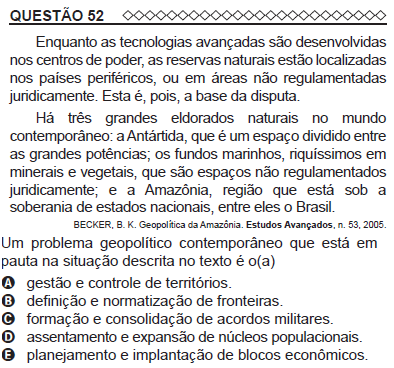 QUESTÃO 52
Enquanto as tecnologias avançadas são desenvolvidas
nos centros de poder, as reservas naturais estão localizadas
nos países periféricos, ou em áreas não regulamentadas
juridicamente. Esta é, pois, a base da disputa.
Há três grandes eldorados naturais no mundo
contemporâneo: a Antártida, que é um espaço dividido entre
as grandes potências; os fundos marinhos, riquíssimos em
minerais e vegetais, que são espaços não regulamentados
juridicamente; e a Amazônia, região que está sob a
soberania de estados nacionais, entre eles o Brasil.
BECKER, B. K. Geopolítica da Amazônia. Estudos Avançados, n. 53, 2005.
Um problema geopolítico contemporâneo que está em
pauta na situação descrita no texto é o(a)
A gestão e controle de territórios.
B definição e normatização de fronteiras.
C formação e consolidação de acordos militares.
D assentamento e expansão de núcleos populacionais.
E planejamento e implantação de blocos econômicos.